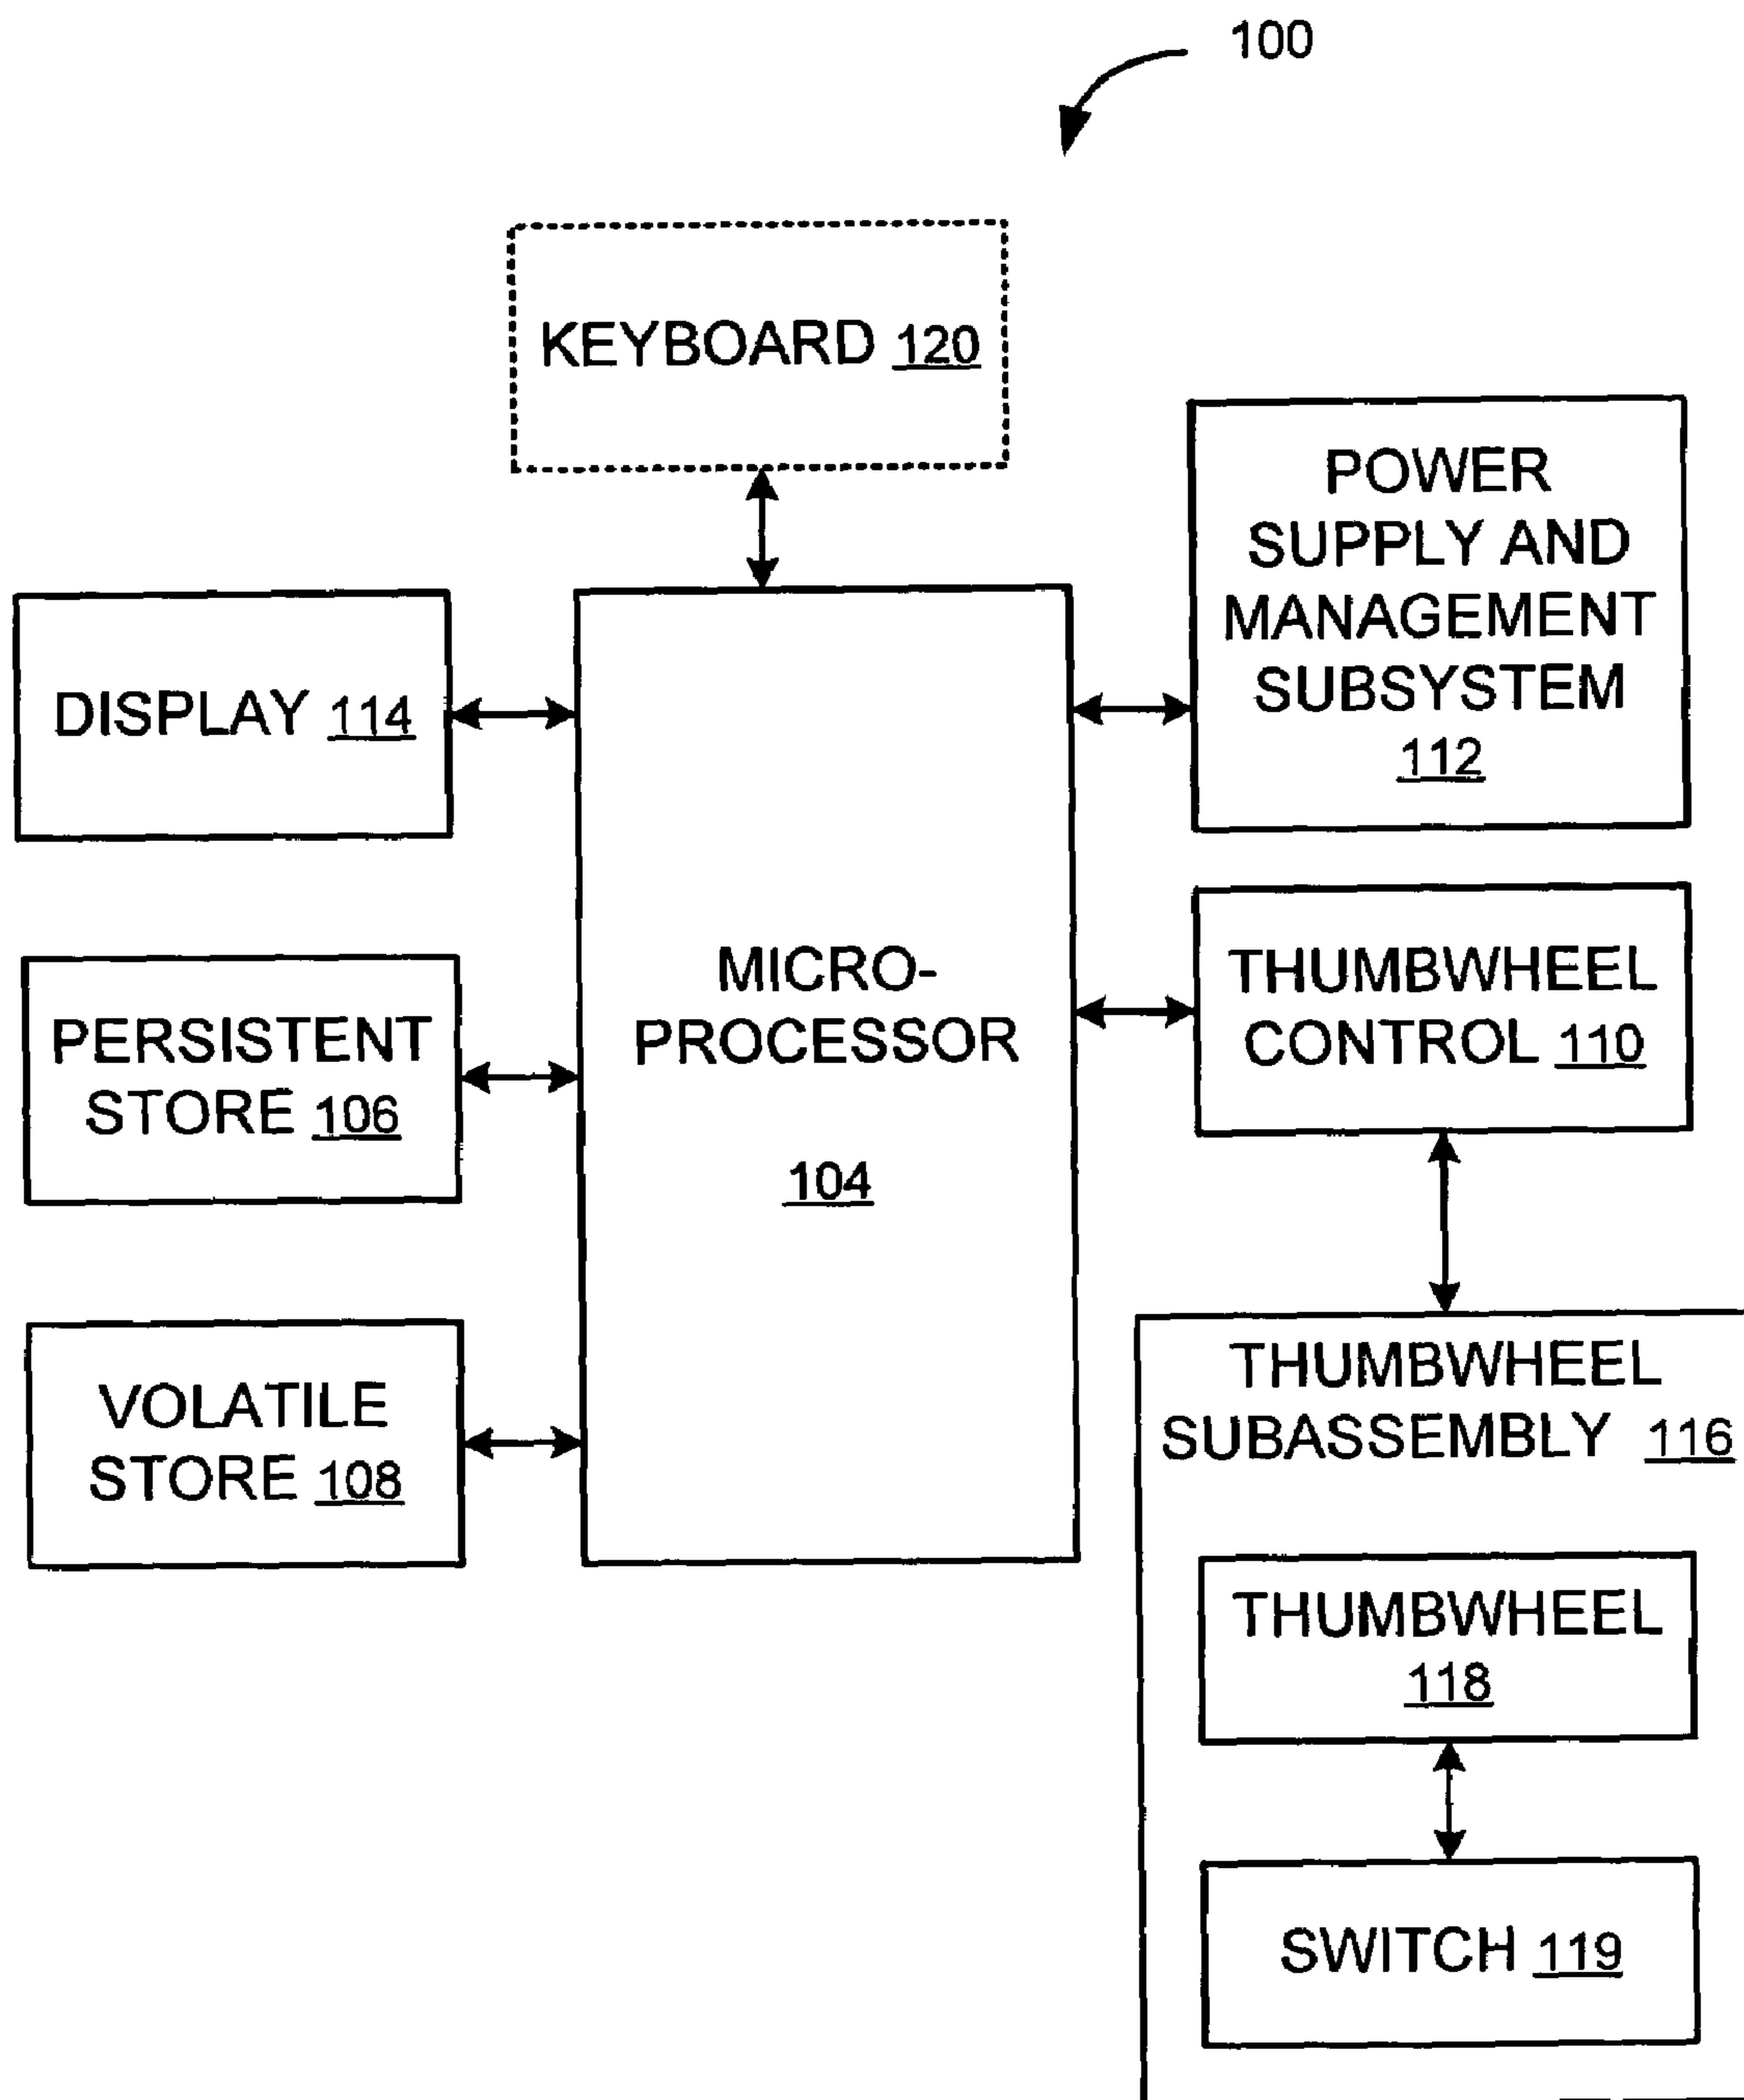 100
KEYBOARD 120
POWER
SUPPLY AND
MANAGEMENT
SUBSYSTEM
112
DISPLAY 114
MICRO-
PROCESSOR
104
THUMBWHEEL
CONTROL 110
PERSISTENT
STORE 106
VOLATILE
STORE 108
THUMBWHEEL
SUBASSEMBLY 116
THUMBWHEEL
118
SWITCH 119